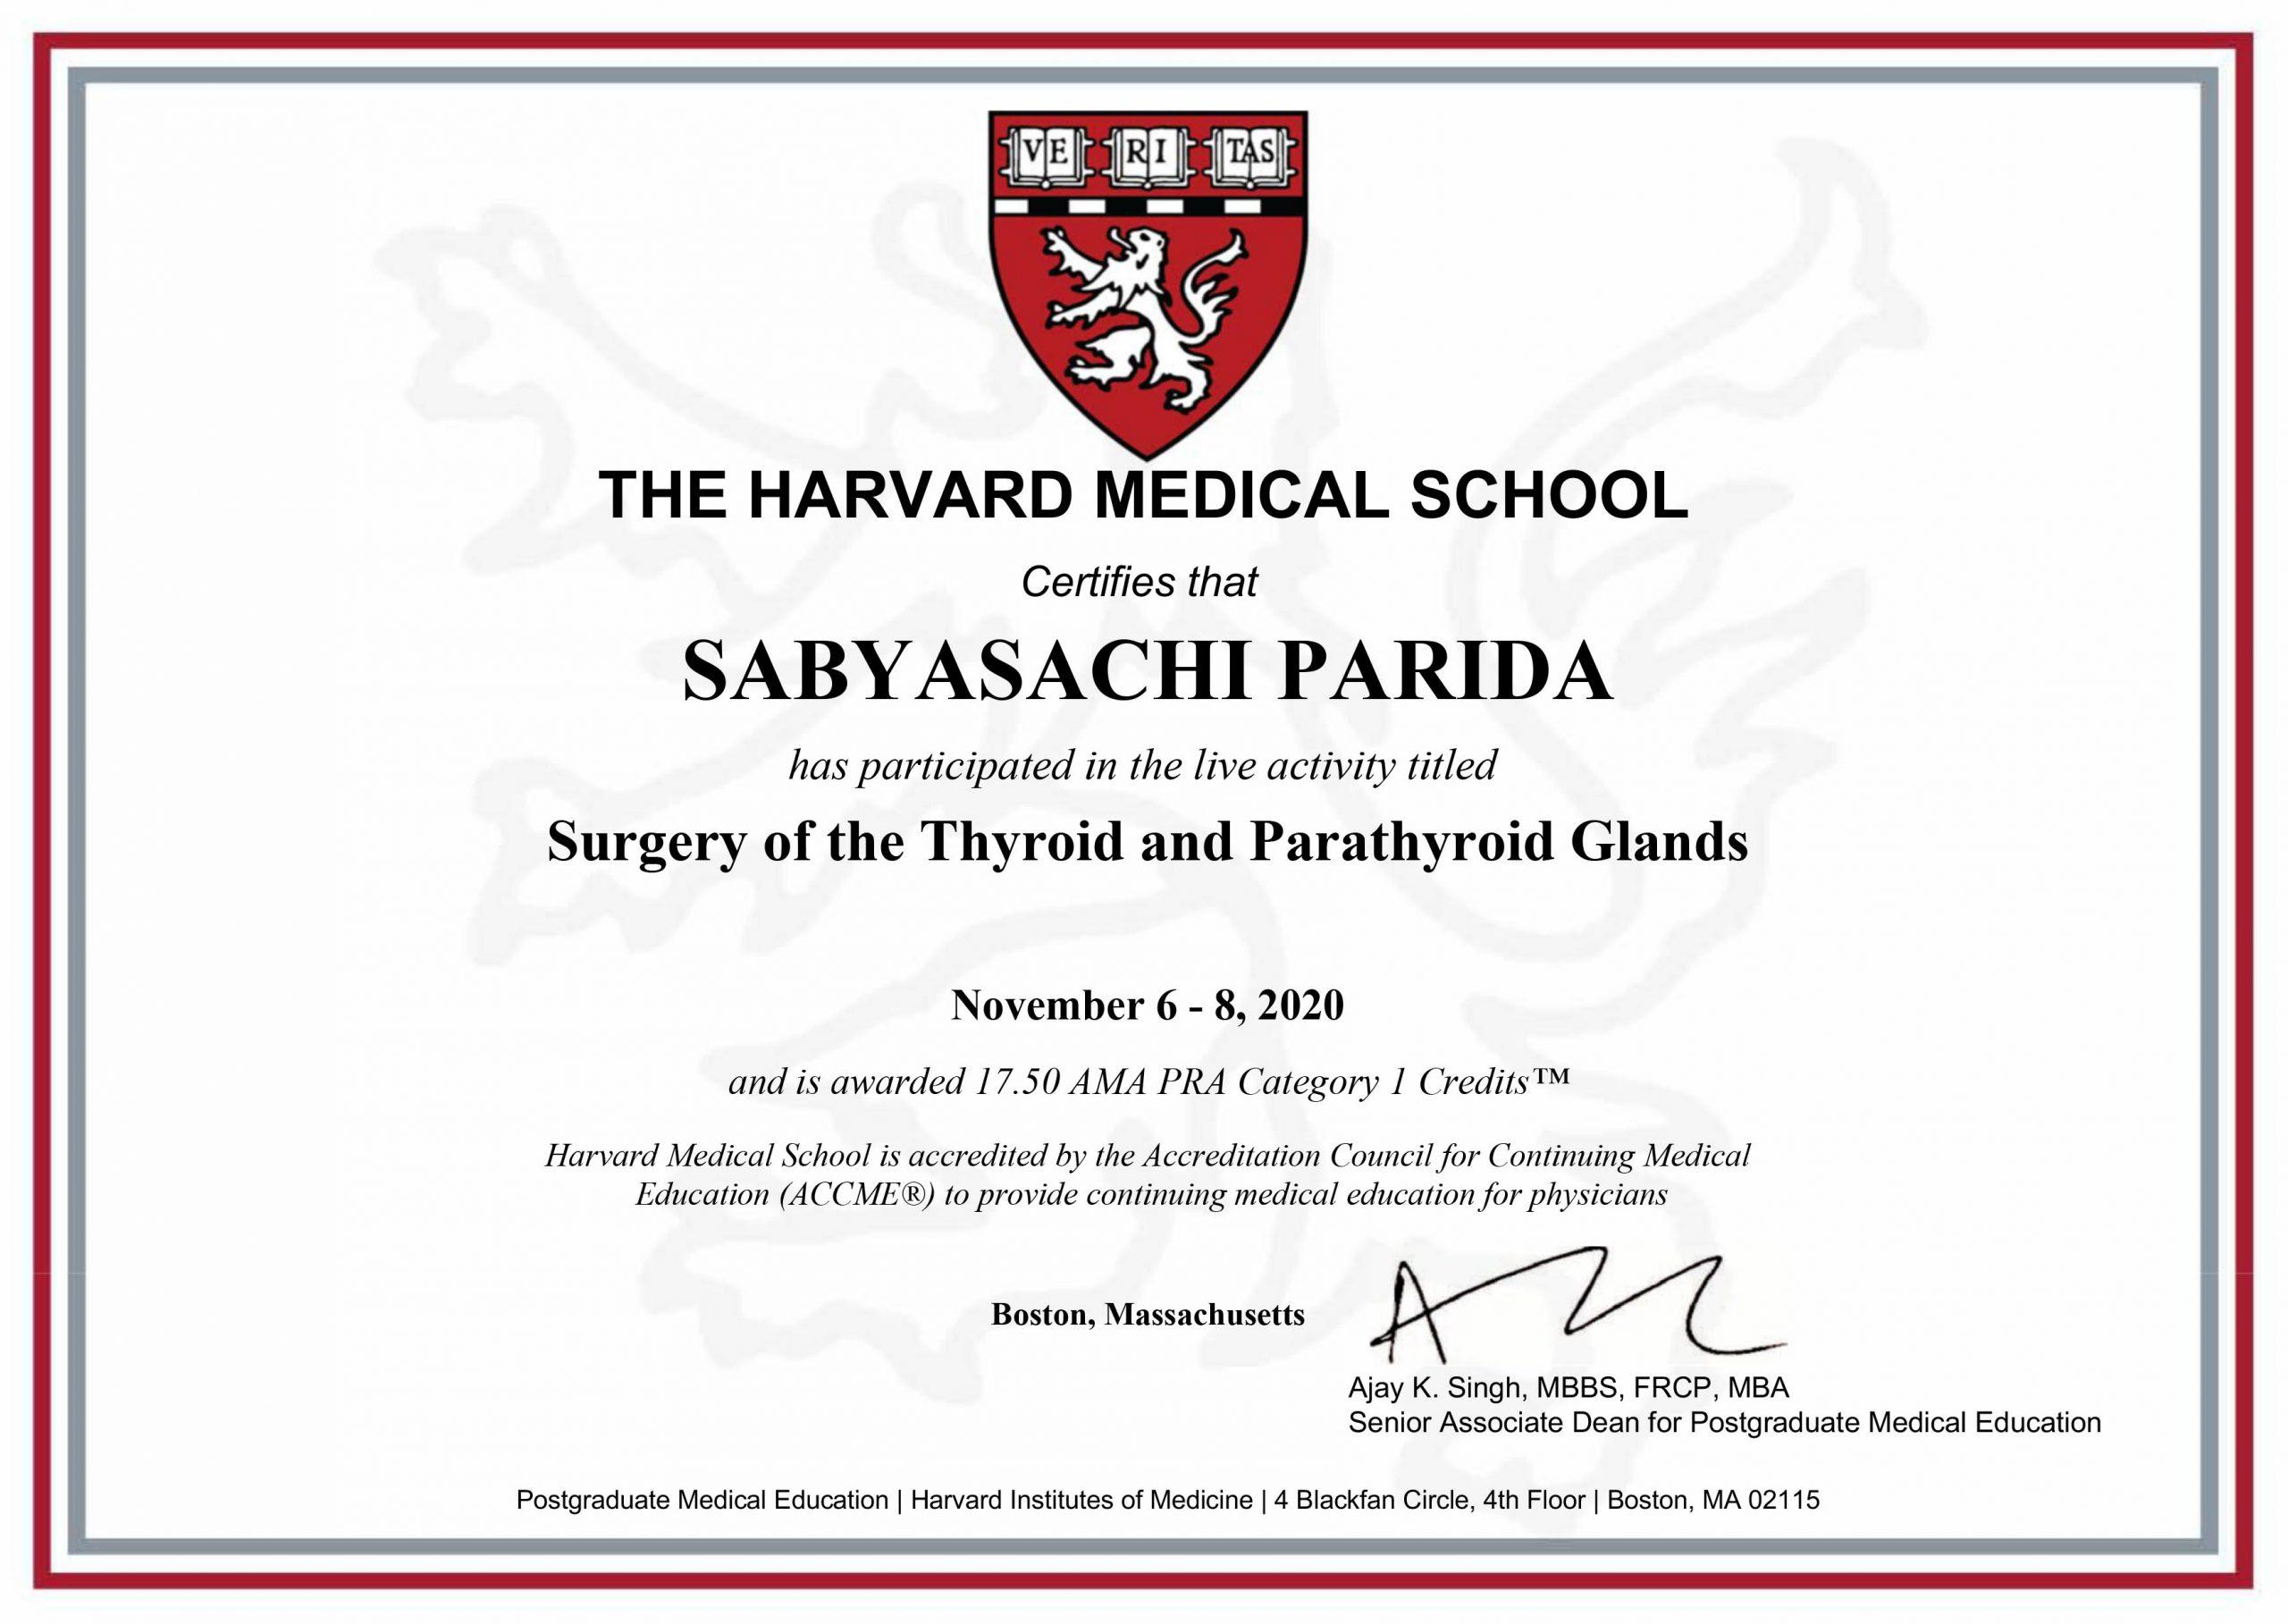 VE RI TAS
THE HARVARD MEDICAL SCHOOL
Certifies that
SABYASACHI PARIDA
has participated in the live activity titled
Surgery of the Thyroid and Parathyroid Glands
November 6 - 8, 2020
and is awarded 17.50 AMA PRA Category 1 Credits™
Harvard Medical School is accredited by the Accreditation Council for Continuing Medical
Education (ACCME®) to provide continuing medical education for physicians
Boston, Massachusetts
Ajay K. Singh, MBBS, FRCP, MBA
Senior Associate Dean for Postgraduate Medical Education
Postgraduate Medical Education | Harvard Institutes of Medicine | 4 Blackfan Circle, 4th Floor | Boston, MA 02115